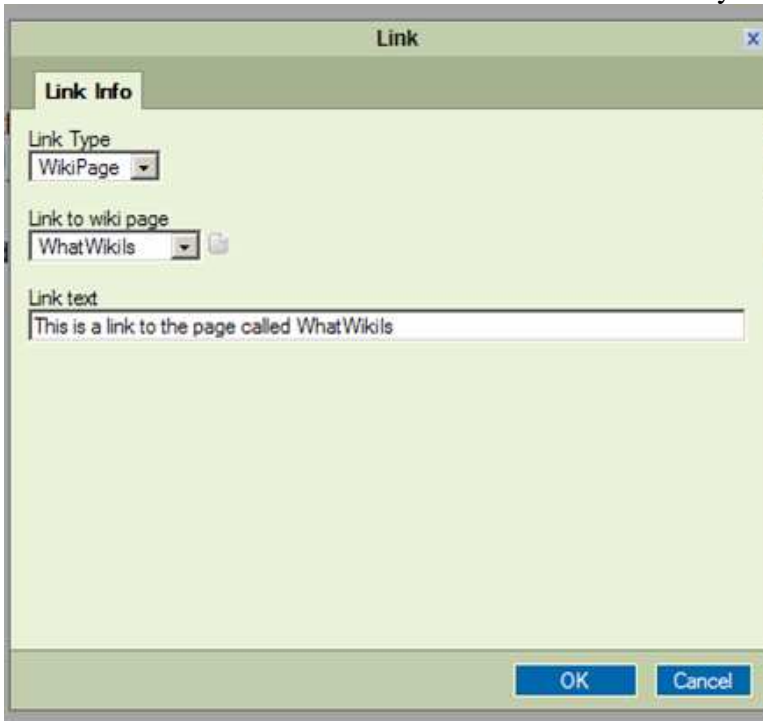 Link
Link Info
Link Type
WikiPage
Link to wiki page
WhatWikiIs
Link text
This is a link to the page called WhatWikiIs
OK
Cancel